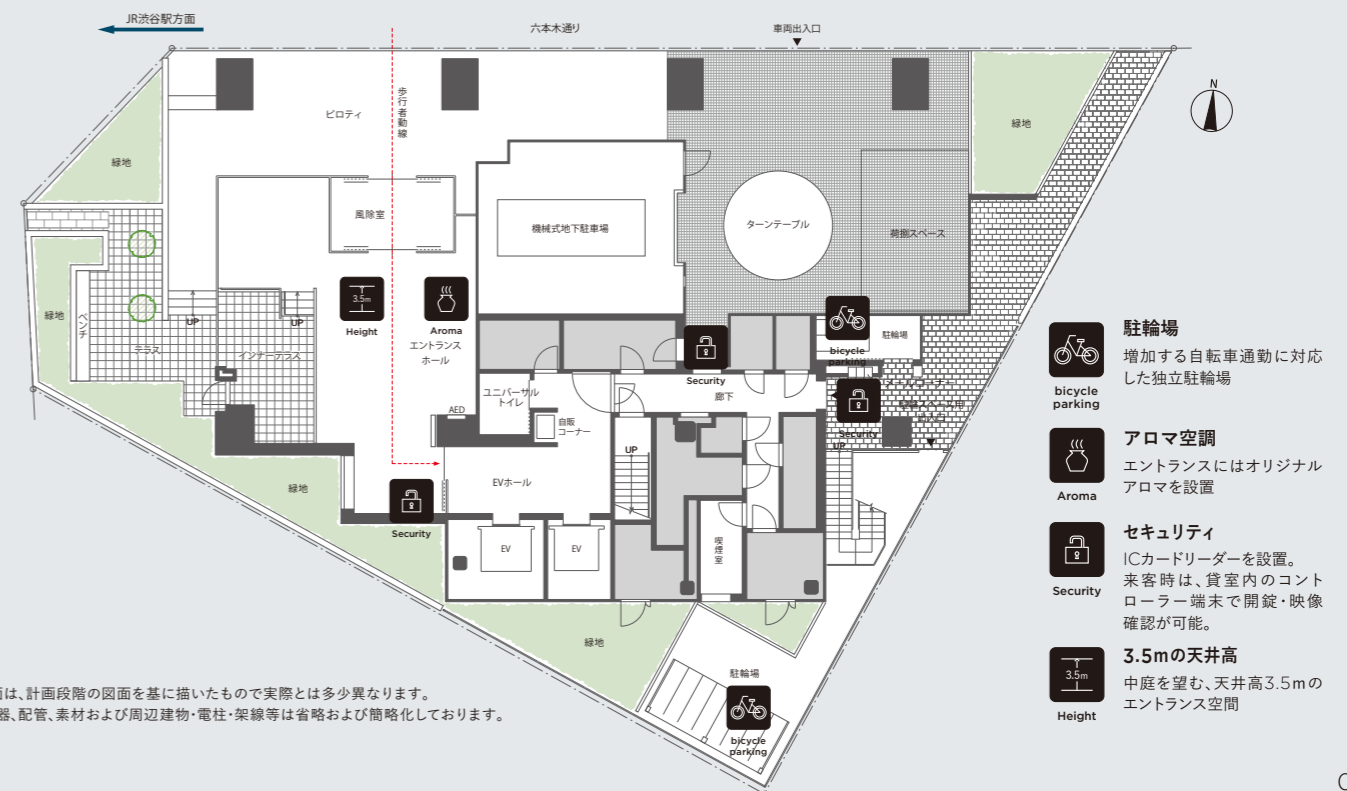 JR渋谷駅方面
六本木通り
車両出入口
N
歩行者動線
ピロティ
緑地
緑地
風除室
機械式地下駐車場
ターンテーブル
荷捌スペース
緑地
ベンチ
テラス
UP
UP
インナーテラス
3.5m
Height
Aroma
エントランス
ホール
Security
bicycle
parking
駐輪場
メールコーナー
Security
UP
ユニバーサル
トイレ
自販
コーナー
廊下
AED
UP
EVホール
Security
緑地
EV
EV
喫煙室
緑地
駐輪場
bicycle
parking
駐輪場
増加する自転車通勤に対応
した独立駐輪場
bicycle
parking
アロマ空調
エントランスにはオリジナル
アロマを設置
Aroma
セキュリティ
ICカードリーダーを設置。
来客時は、貸室内のコント
ローラー端末で開錠・映像
確認が可能。
Security
3.5mの天井高
中庭を望む、天井高3.5mの
エントランス空間
3.5m
Height
は、計画段階の図面を基に描いたもので実際とは多少異なります。
器、配管、素材および周辺建物・電柱・架線等は省略および簡略化しております。